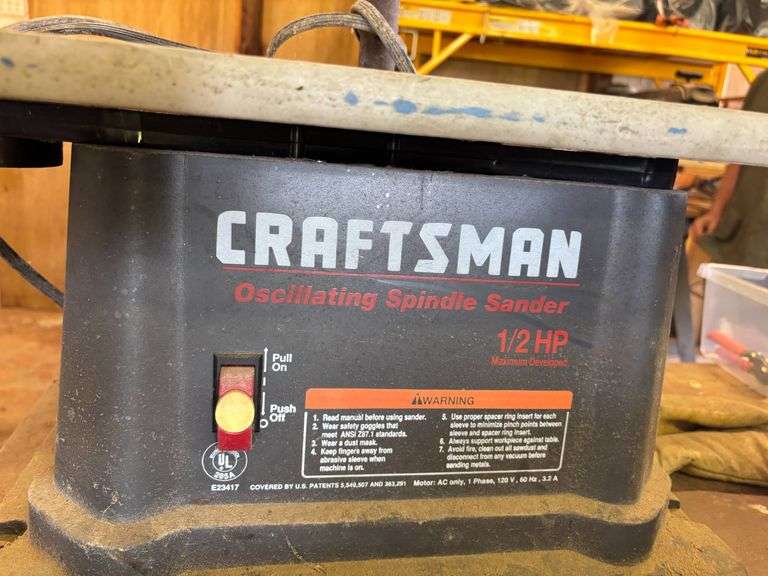 CRAFTSMAN
Oscillating Spindle Sander
1/2 HP
Maximum Developed
Pull
On
Push
Off
WARNING
1. Read manual before using sander.
2. Wear safety goggles that
meet ANSI Z87.1 standards.
3. Wear a dust mask.
4. Keep fingers away from
abrasive sleeve when
machine is on.
5. Use proper spacer ring insert for each
sleeve to minimize pinch points between
sleeve and spacer ring insert.
6. Always support workpiece against table.
7. Avoid fire, clean out all sawdust and
disconnect from any vacuum before
sanding metals.
UL
295A
E23417
COVERED BY U.S. PATENTS 5,549,507 AND 363,291
Motor: AC only, 1 Phase, 120 V, 60 Hz, 3.2 A